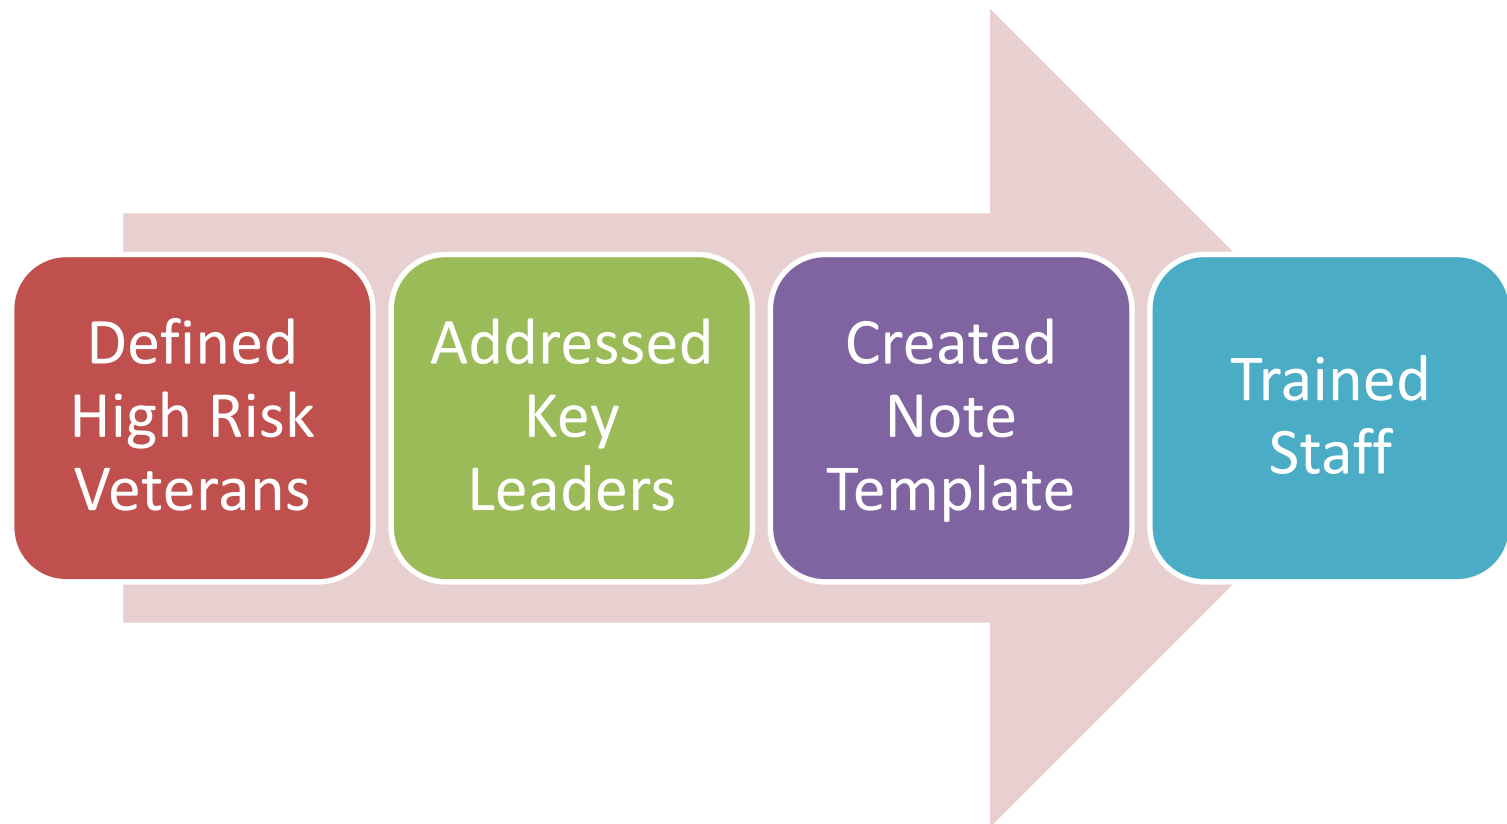 Defined
High Risk
Veterans
Addressed
Key
Leaders
Created
Note
Template
Trained
Staff